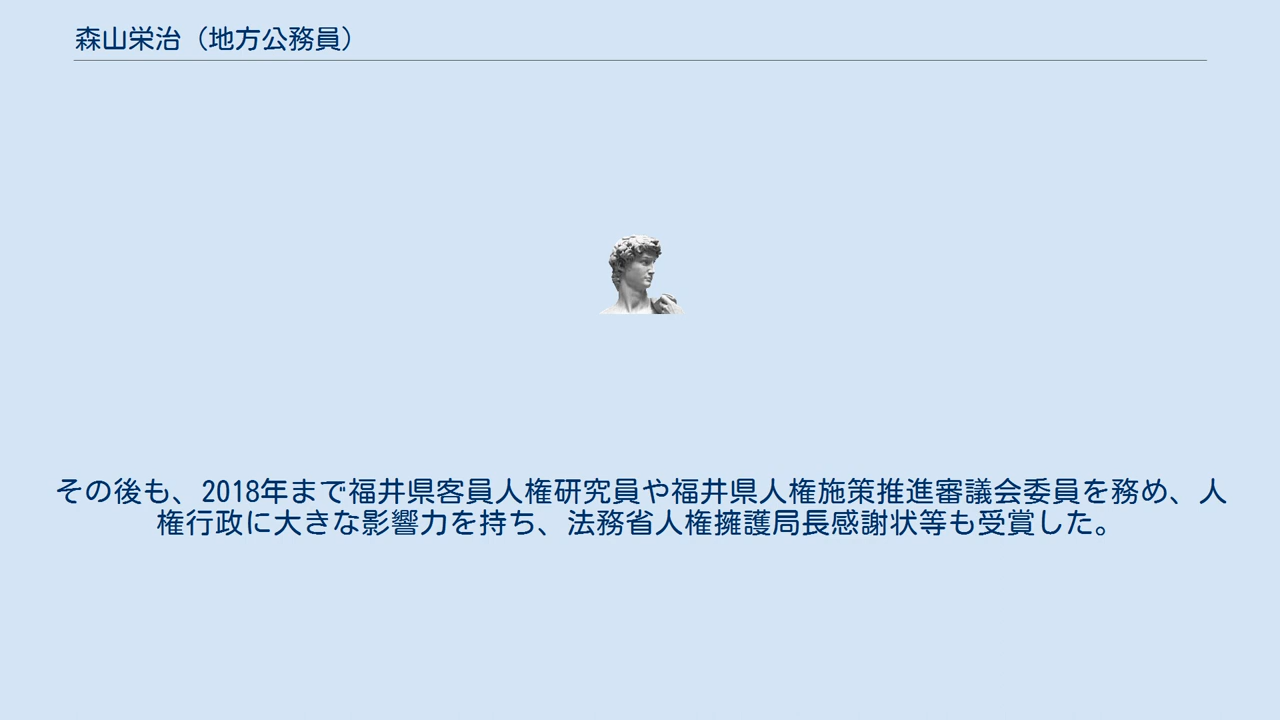 森山栄治（地方公務員）
その後も、2018年まで福井県客員人権研究員や福井県人権施策推進審議会委員を務め、人
権行政に大きな影響力を持ち、法務省人権擁護局長感謝状等も受賞した。